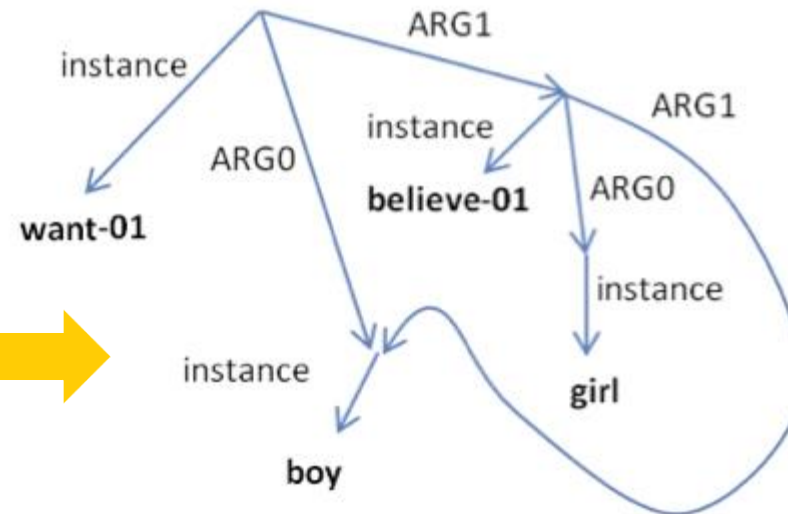 ARG1
instance
ARG1
instance
ARG0
ARG0
believe-01
want-01
instance
instance
girl
boy